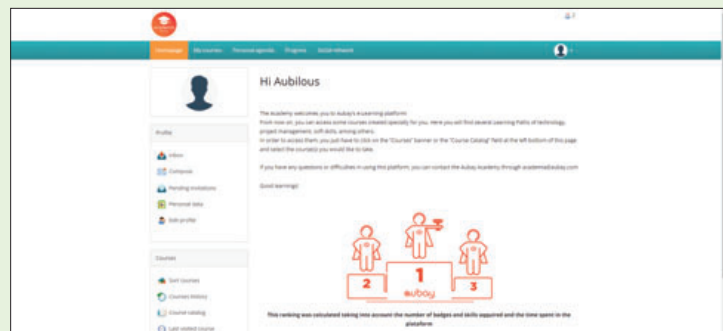 Homepage My courses Personal agenda Progress Social network
Hi Aubilous
The Academy welcomes you to Aubay's e-learning platform.
From now on, you can access some courses created specially for you. Here you will find several Learning Paths of technology,
project management, soft skills, among others.
In order to access them, you just have to click on the "Courses" banner or the "Course Catalog" field at the left bottom of this page
and select the course(s) you would like to take.
If you have any questions or difficulties in using this platform, you can contact the Aubay Academy through academia@aubay.com
Good learnings!
Profile
Inbox
Compose
Pending invitations
Personal data
Edit profile
Courses
Sort courses
Courses history
Course catalog
Last visited course
2
1
3
aubay
This ranking was calculated taking into account the number of badges and skills acquired and the time spent in the
plataform